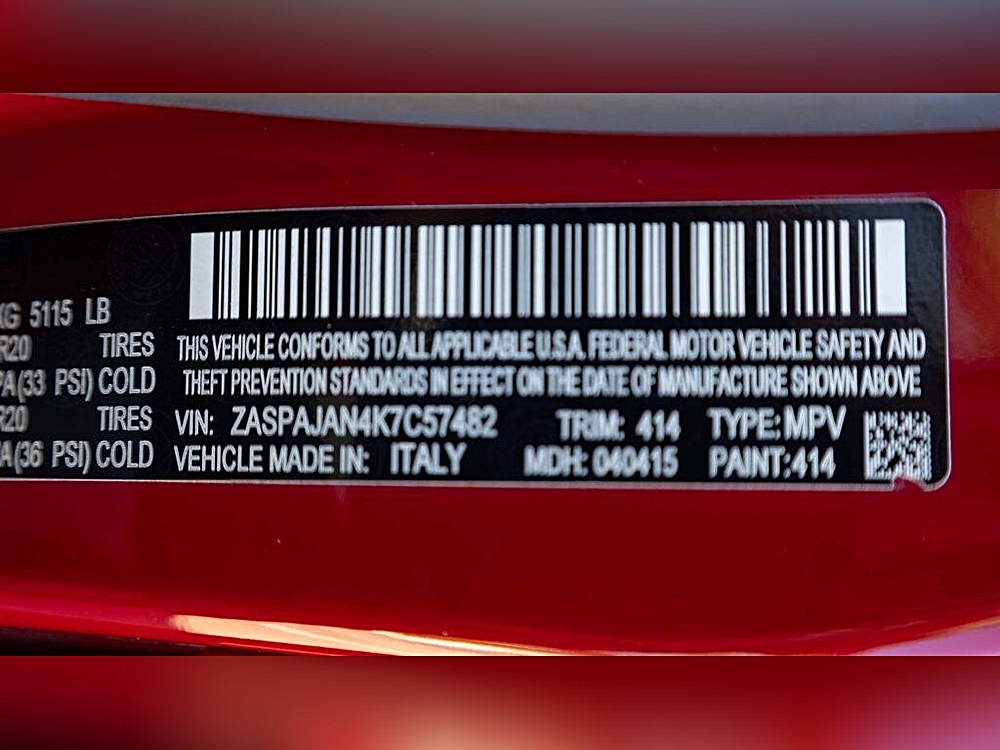 KG 5115 LB
R20 TIRES
PA(33 PSI) COLD
R20 TIRES
PA(36 PSI) COLD
THIS VEHICLE CONFORMS TO ALL APPLICABLE U.S.A. FEDERAL MOTOR VEHICLE SAFETY AND
THEFT PREVENTION STANDARDS IN EFFECT ON THE DATE OF MANUFACTURE SHOWN ABOVE
VIN: ZASPAJAN4K7C57482 TRIM: 414 TYPE: MPV
VEHICLE MADE IN: ITALY MDH: 040415 PAINT: 414